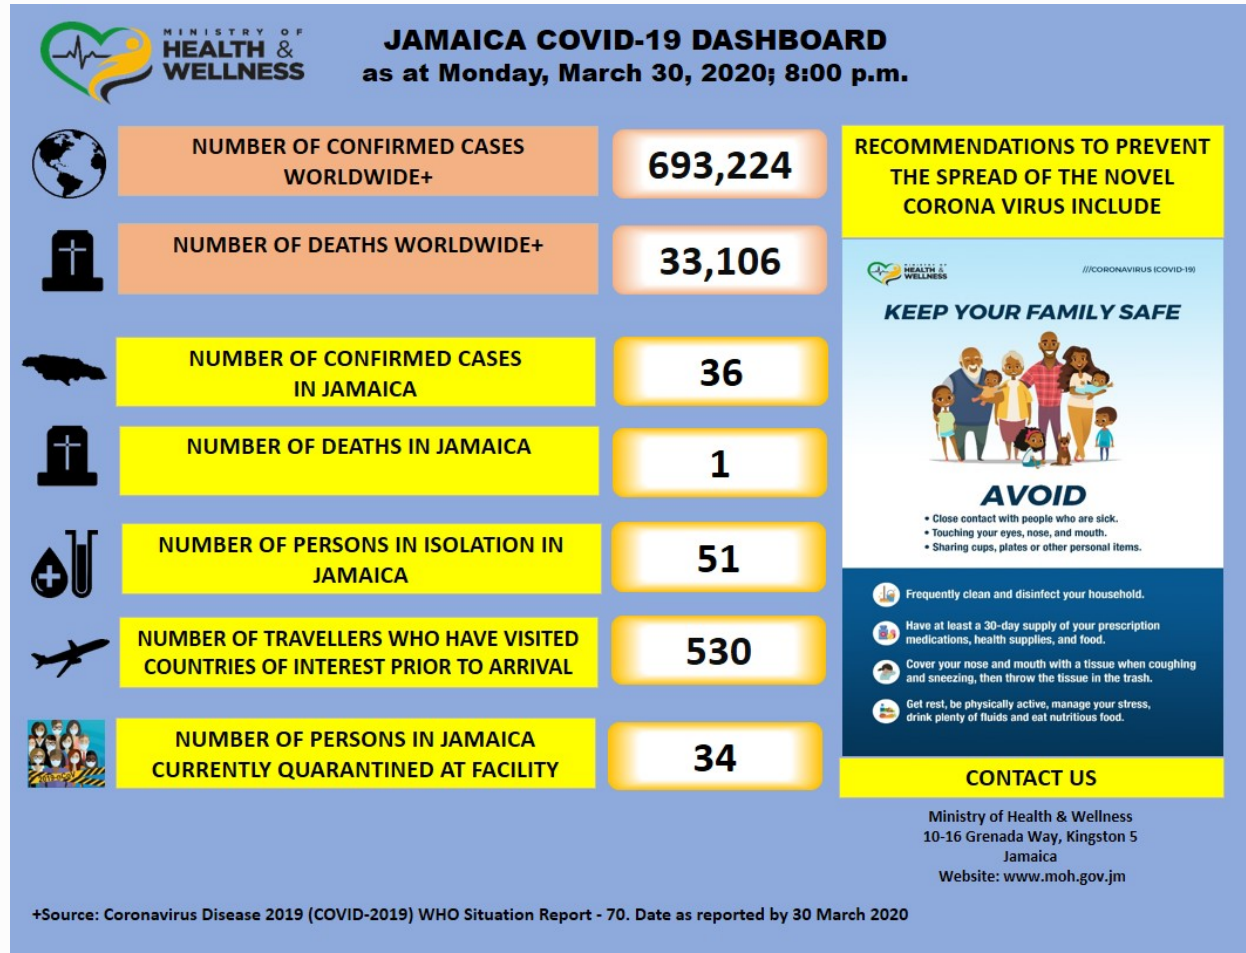 MINISTRY OF
HEALTH &
WELLNESS
JAMAICA COVID-19 DASHBOARD
as at Monday, March 30, 2020; 8:00 p.m.
NUMBER OF CONFIRMED CASES
WORLDWIDE+
693,224
NUMBER OF DEATHS WORLDWIDE+
33,106
NUMBER OF CONFIRMED CASES
IN JAMAICA
36
NUMBER OF DEATHS IN JAMAICA
1
NUMBER OF PERSONS IN ISOLATION IN
JAMAICA
51
NUMBER OF TRAVELLERS WHO HAVE VISITED
COUNTRIES OF INTEREST PRIOR TO ARRIVAL
530
NUMBER OF PERSONS IN JAMAICA
CURRENTLY QUARANTINED AT FACILITY
34
RECOMMENDATIONS TO PREVENT
THE SPREAD OF THE NOVEL
CORONA VIRUS INCLUDE
MINISTRY OF
HEALTH &
WELLNESS
///CORONAVIRUS (COVID-19)
KEEP YOUR FAMILY SAFE
AVOID
• Close contact with people who are sick.
• Touching your eyes, nose, and mouth.
• Sharing cups, plates or other personal items.
Frequently clean and disinfect your household.
Have at least a 30-day supply of your prescription
medications, health supplies, and food.
Cover your nose and mouth with a tissue when coughing
and sneezing, then throw the tissue in the trash.
Get rest, be physically active, manage your stress,
drink plenty of fluids and eat nutritious food.
CONTACT US
Ministry of Health & Wellness
10-16 Grenada Way, Kingston 5
Jamaica
Website: www.moh.gov.jm
+Source: Coronavirus Disease 2019 (COVID-2019) WHO Situation Report - 70. Date as reported by 30 March 2020